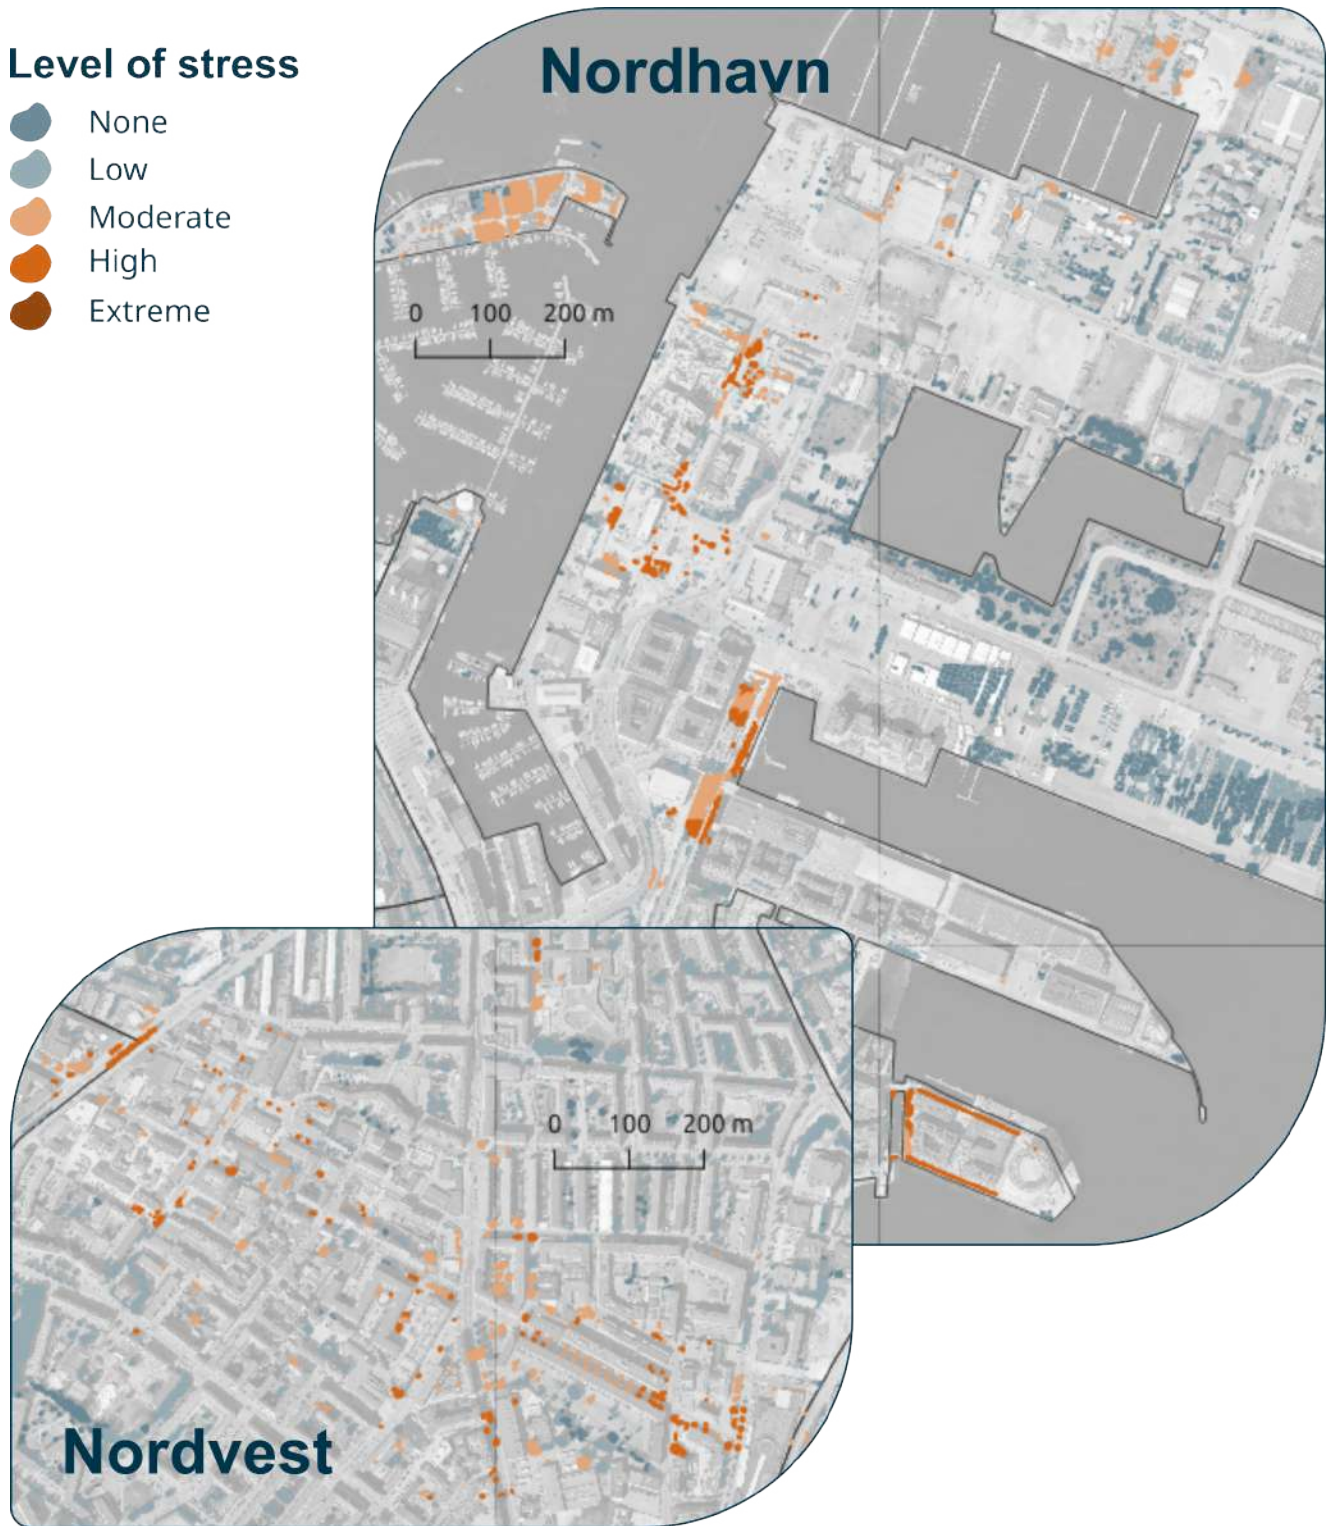 Nordhavn
Level of stress
None
Low
Moderate
High
Extreme
0 100 200 m
0 100 200 m
Nordvest